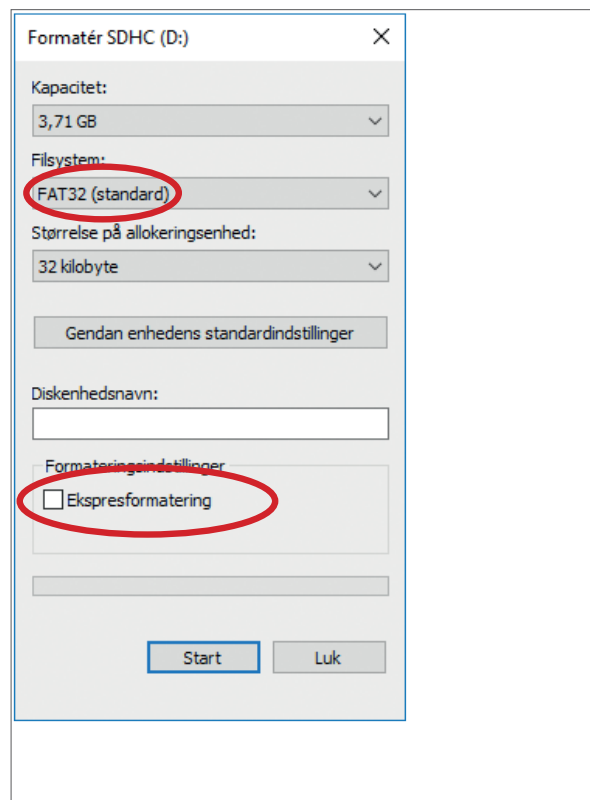 Formatér SDHC (D:)
Kapacitet:
3,71 GB
Filsystem:
FAT32 (standard)
Størrelse på allokeringsenhed:
32 kilobyte
Gendan enhedens standardindstillinger
Diskenhedsnavn:
Formateringsindstillinger
Ekspresformatering
Start
Luk